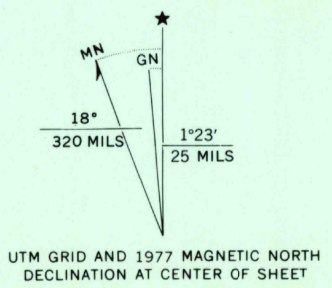 MN
GN
18°
320 MILS
1°23′
25 MILS
UTM GRID AND 1977 MAGNETIC NORTH
DECLINATION AT CENTER OF SHEET